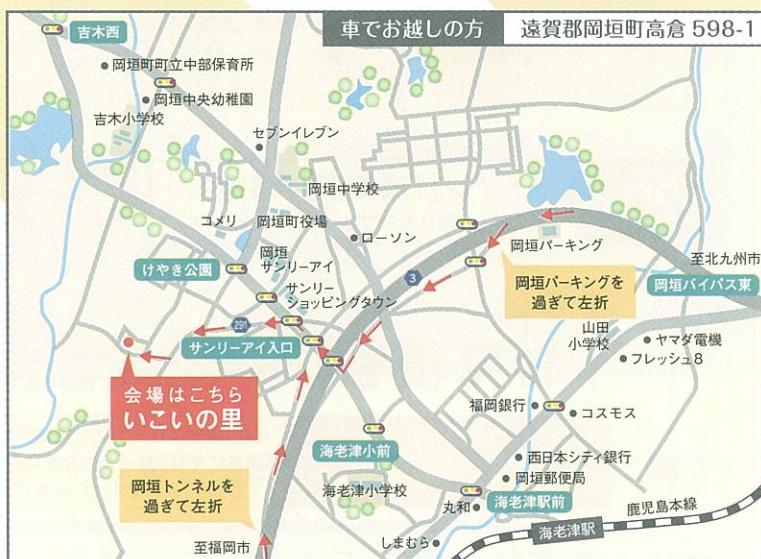 車でお越しの方
遠賀郡岡垣町高倉 598-1
吉木西
岡垣町町立中部保育所
岡垣中央幼稚園
吉木小学校
セブンイレブン
岡垣中学校
コメリ
岡垣町役場
ローソン
岡垣
サンリーアイ
けやき公園
サンリー
ショッピングタウン
3
岡垣パーキング
岡垣パーキングを
過ぎて左折
至北九州市
岡垣バイパス東
291
サンリーアイ入口
山田
小学校
ヤマダ電機
フレッシュ8
会場はこちら
いこいの里
福岡銀行
コスモス
海老津小前
西日本シティ銀行
岡垣郵便局
岡垣トンネルを
過ぎて左折
海老津小学校
丸和
海老津駅前
鹿児島本線
至福岡市
しまむら
海老津駅